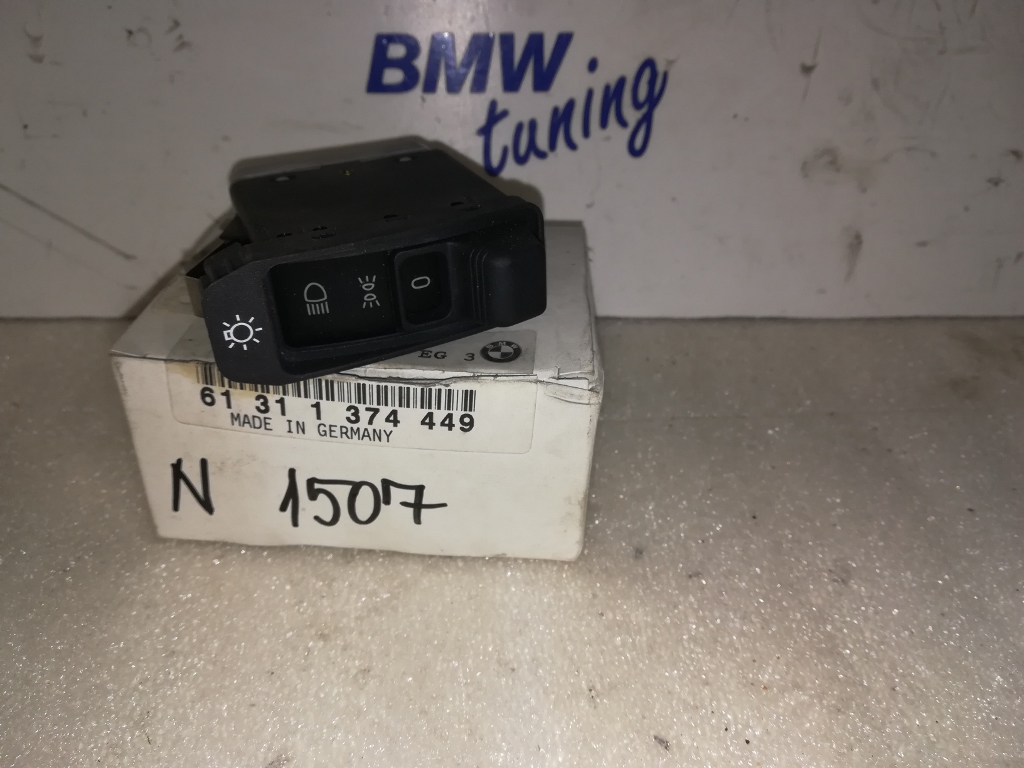 BMW
tuning
0
EG 3
61 31 1 374 449
MADE IN GERMANY
N 1507